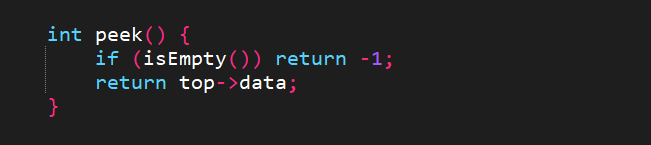 int peek() {
    if (isEmpty()) return -1;
    return top->data;
}